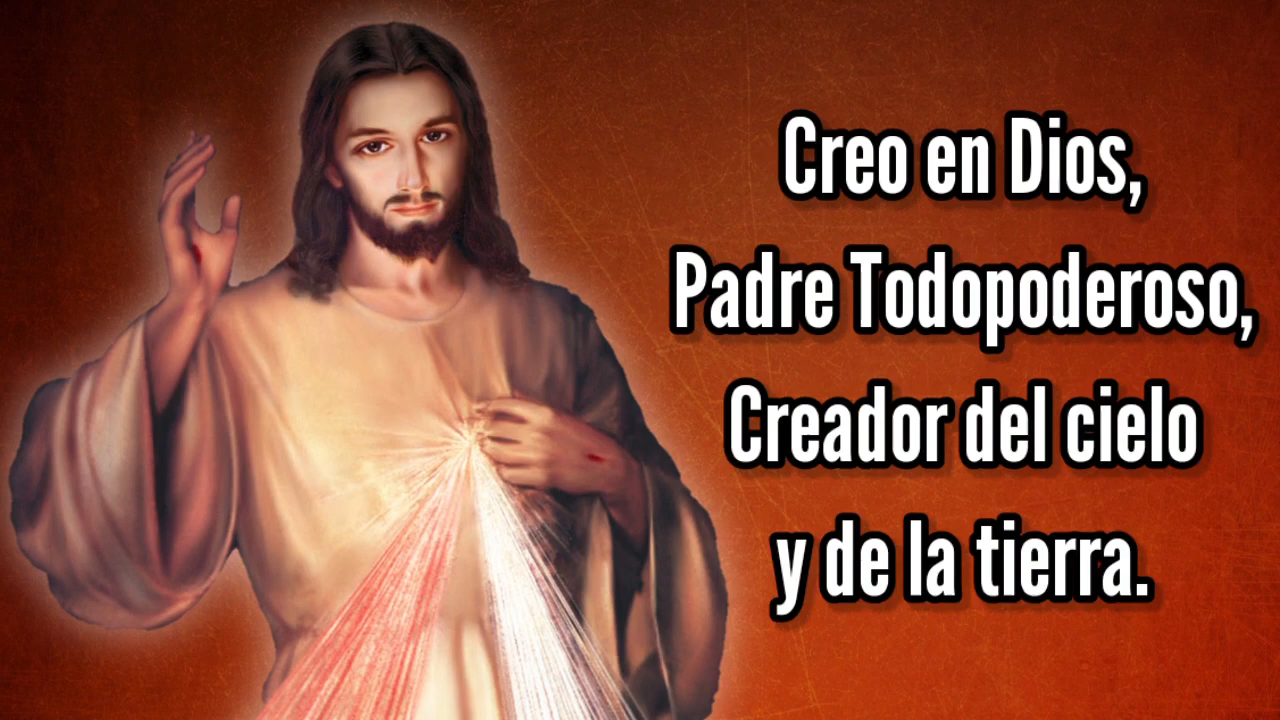 Creo en Dios,
Padre Todopoderoso,
Creador del cielo
y de la tierra.